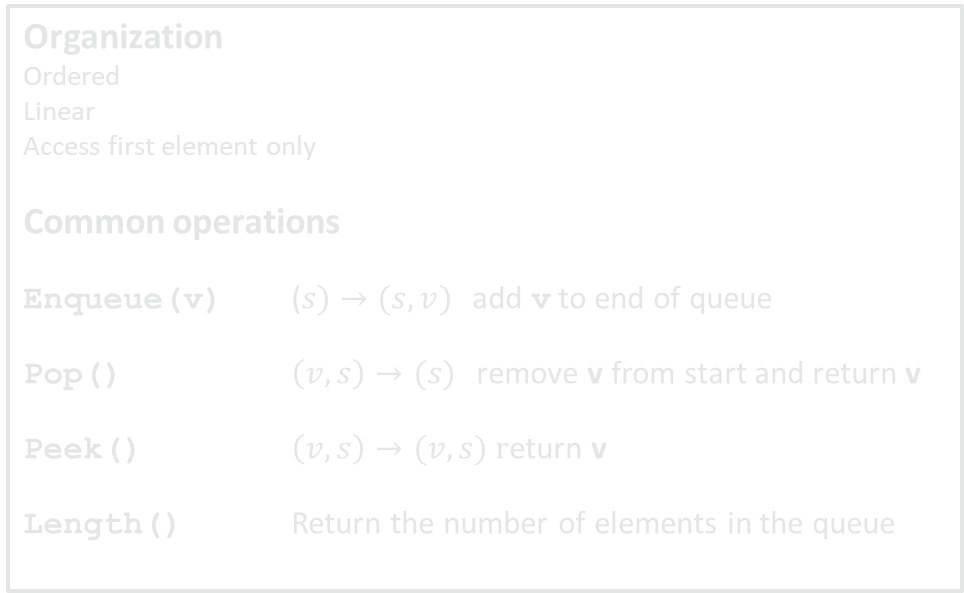 Organization
Ordered
Linear
Access first element only
Common operations
Enqueue(v) (s) → (s, v) add v to end of queue
Pop() (v, s) → (s) remove v from start and return v
Peek() (v, s) → (v, s) return v
Length() Return the number of elements in the queue